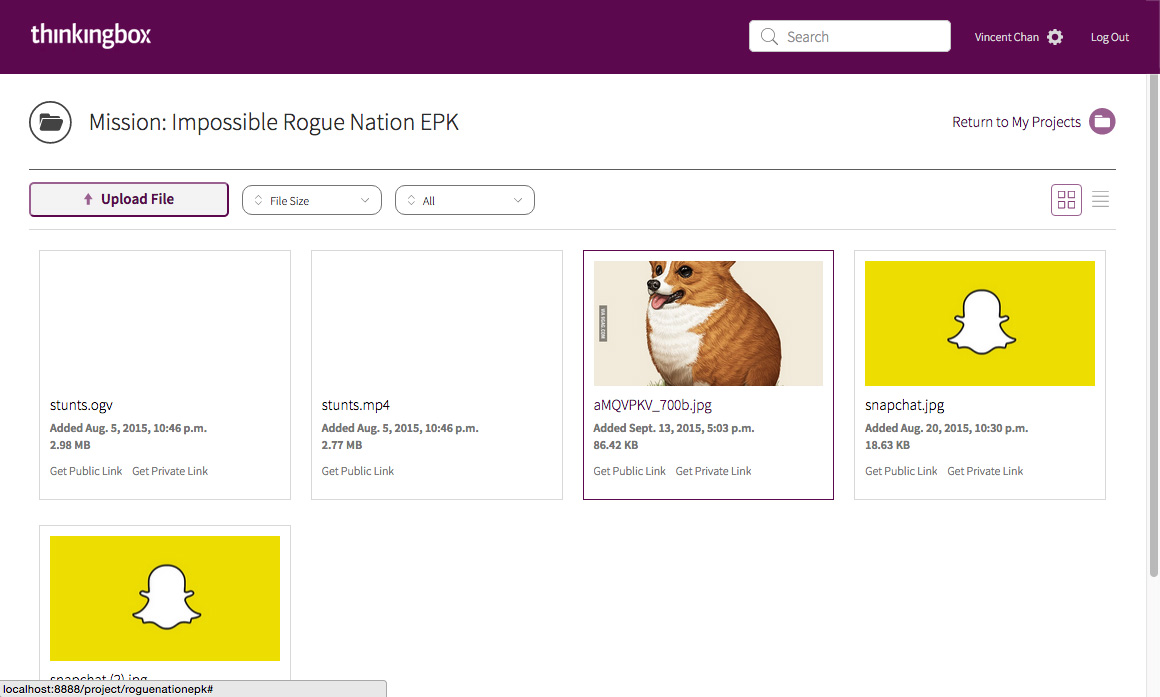 thinkingbox
Search
Vincent Chan
Log Out
Mission: Impossible Rogue Nation EPK
Return to My Projects
Upload File
File Size
All
stunts.ogv
Added Aug. 5, 2015, 10:46 p.m.
2.98 MB
Get Public Link Get Private Link
stunts.mp4
Added Aug. 5, 2015, 10:46 p.m.
2.77 MB
Get Public Link
VIA 9GAG.COM
aMQVPKV_700b.jpg
Added Sept. 13, 2015, 5:03 p.m.
86.42 KB
Get Public Link Get Private Link
snapchat.jpg
Added Aug. 20, 2015, 10:30 p.m.
18.63 KB
Get Public Link Get Private Link
snapchat (2).jpg
localhost:8888/project/roguenationepk#